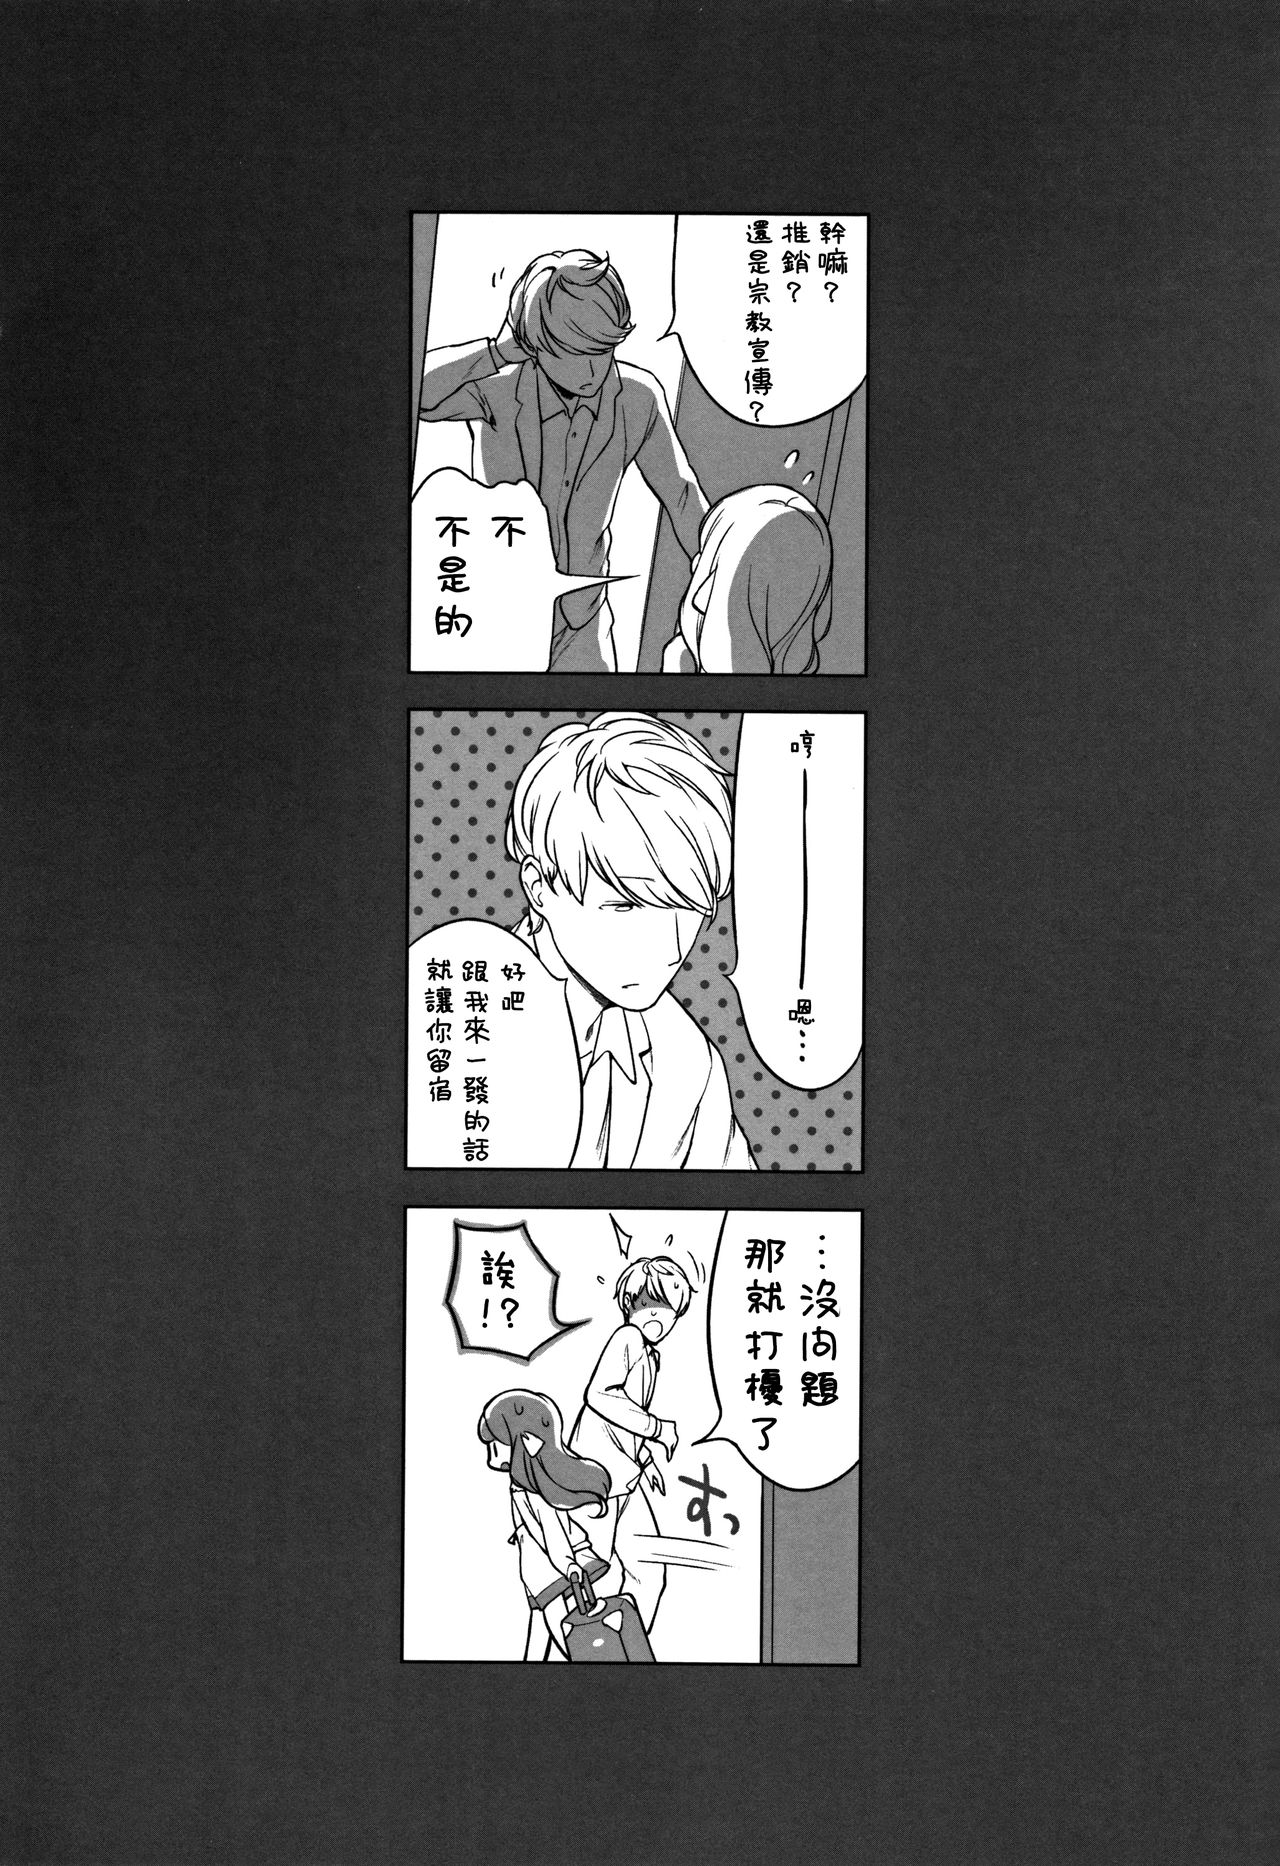 幹嘛？
推銷？
還是宗教宣傳？
不
不是的
哼——嗯…
好吧
跟我來一發的話
就讓你留宿
…沒問題
那就打擾了
誒！？
すっ